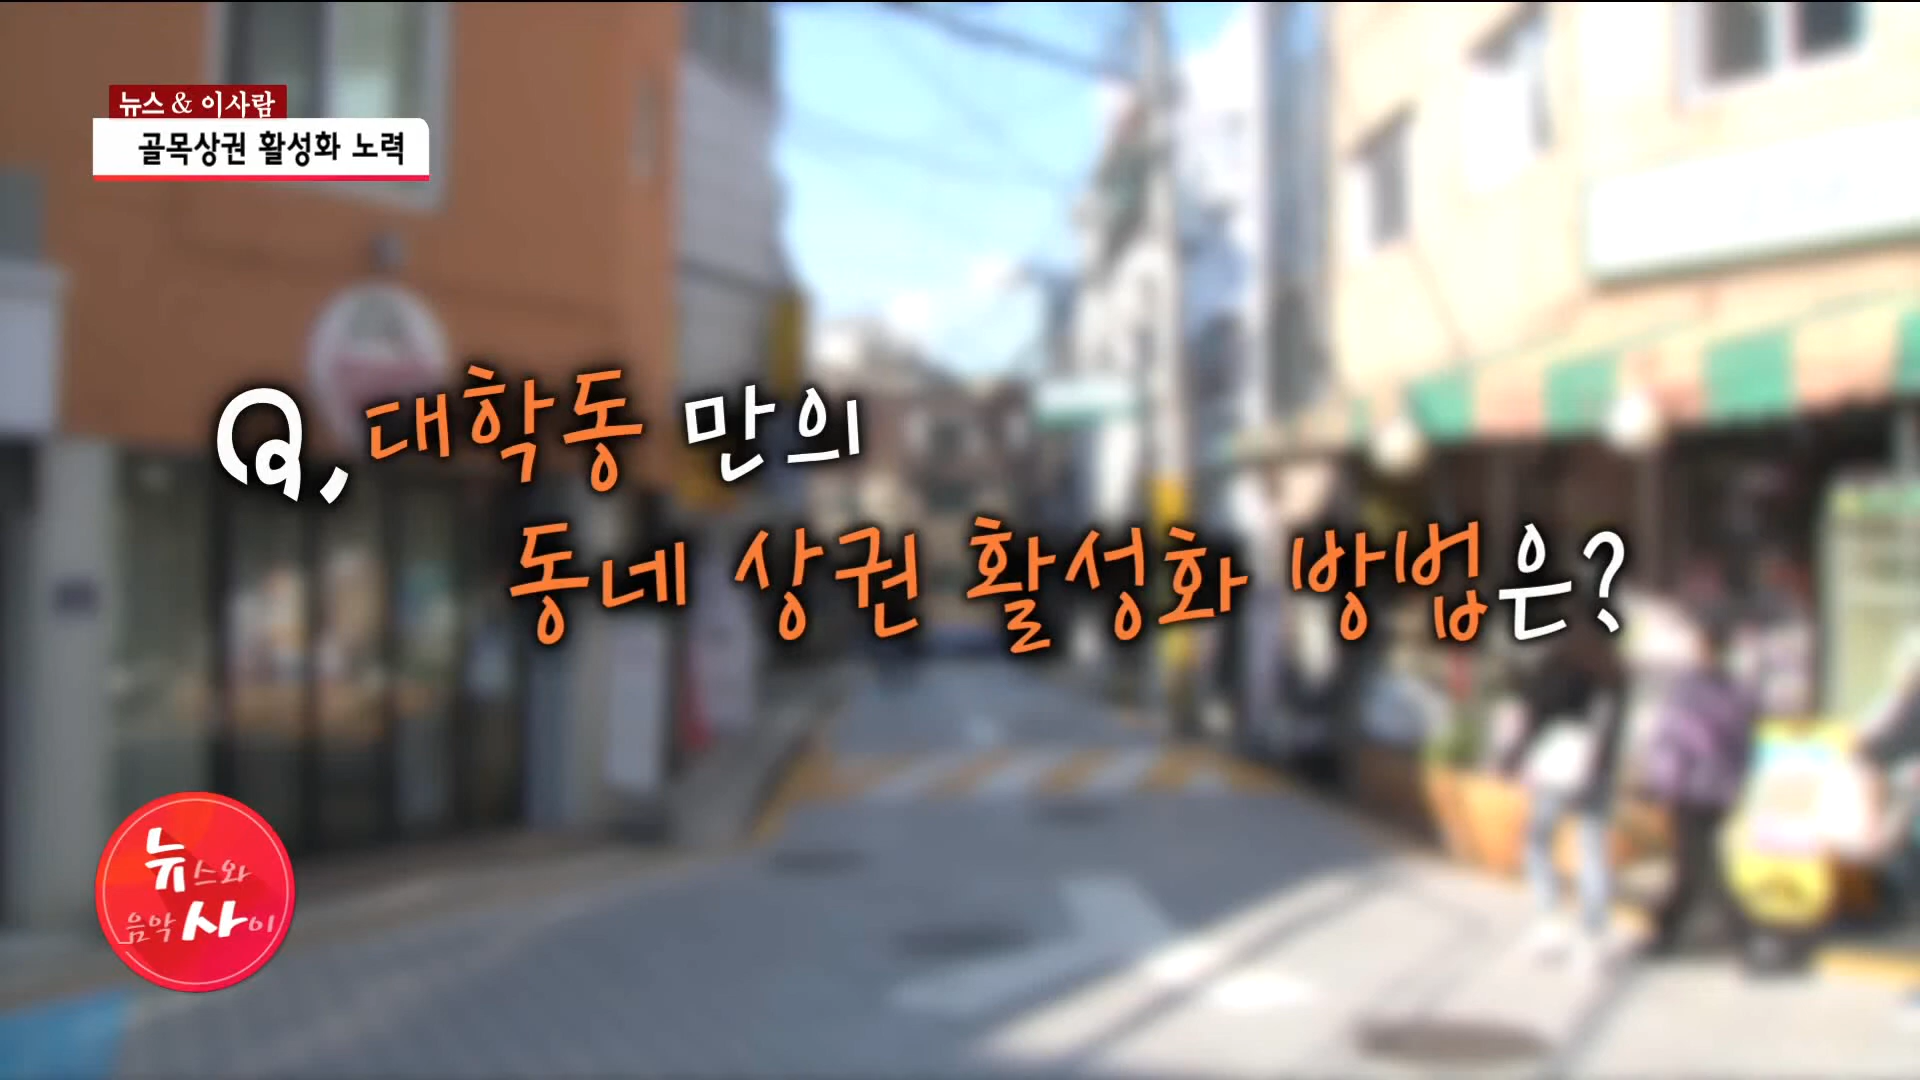 뉴스 & 이사람
골목상권 활성화 노력
Q, 대학동 만의
동네 상권 활성화 방법은?
뉴스와
음악 사이